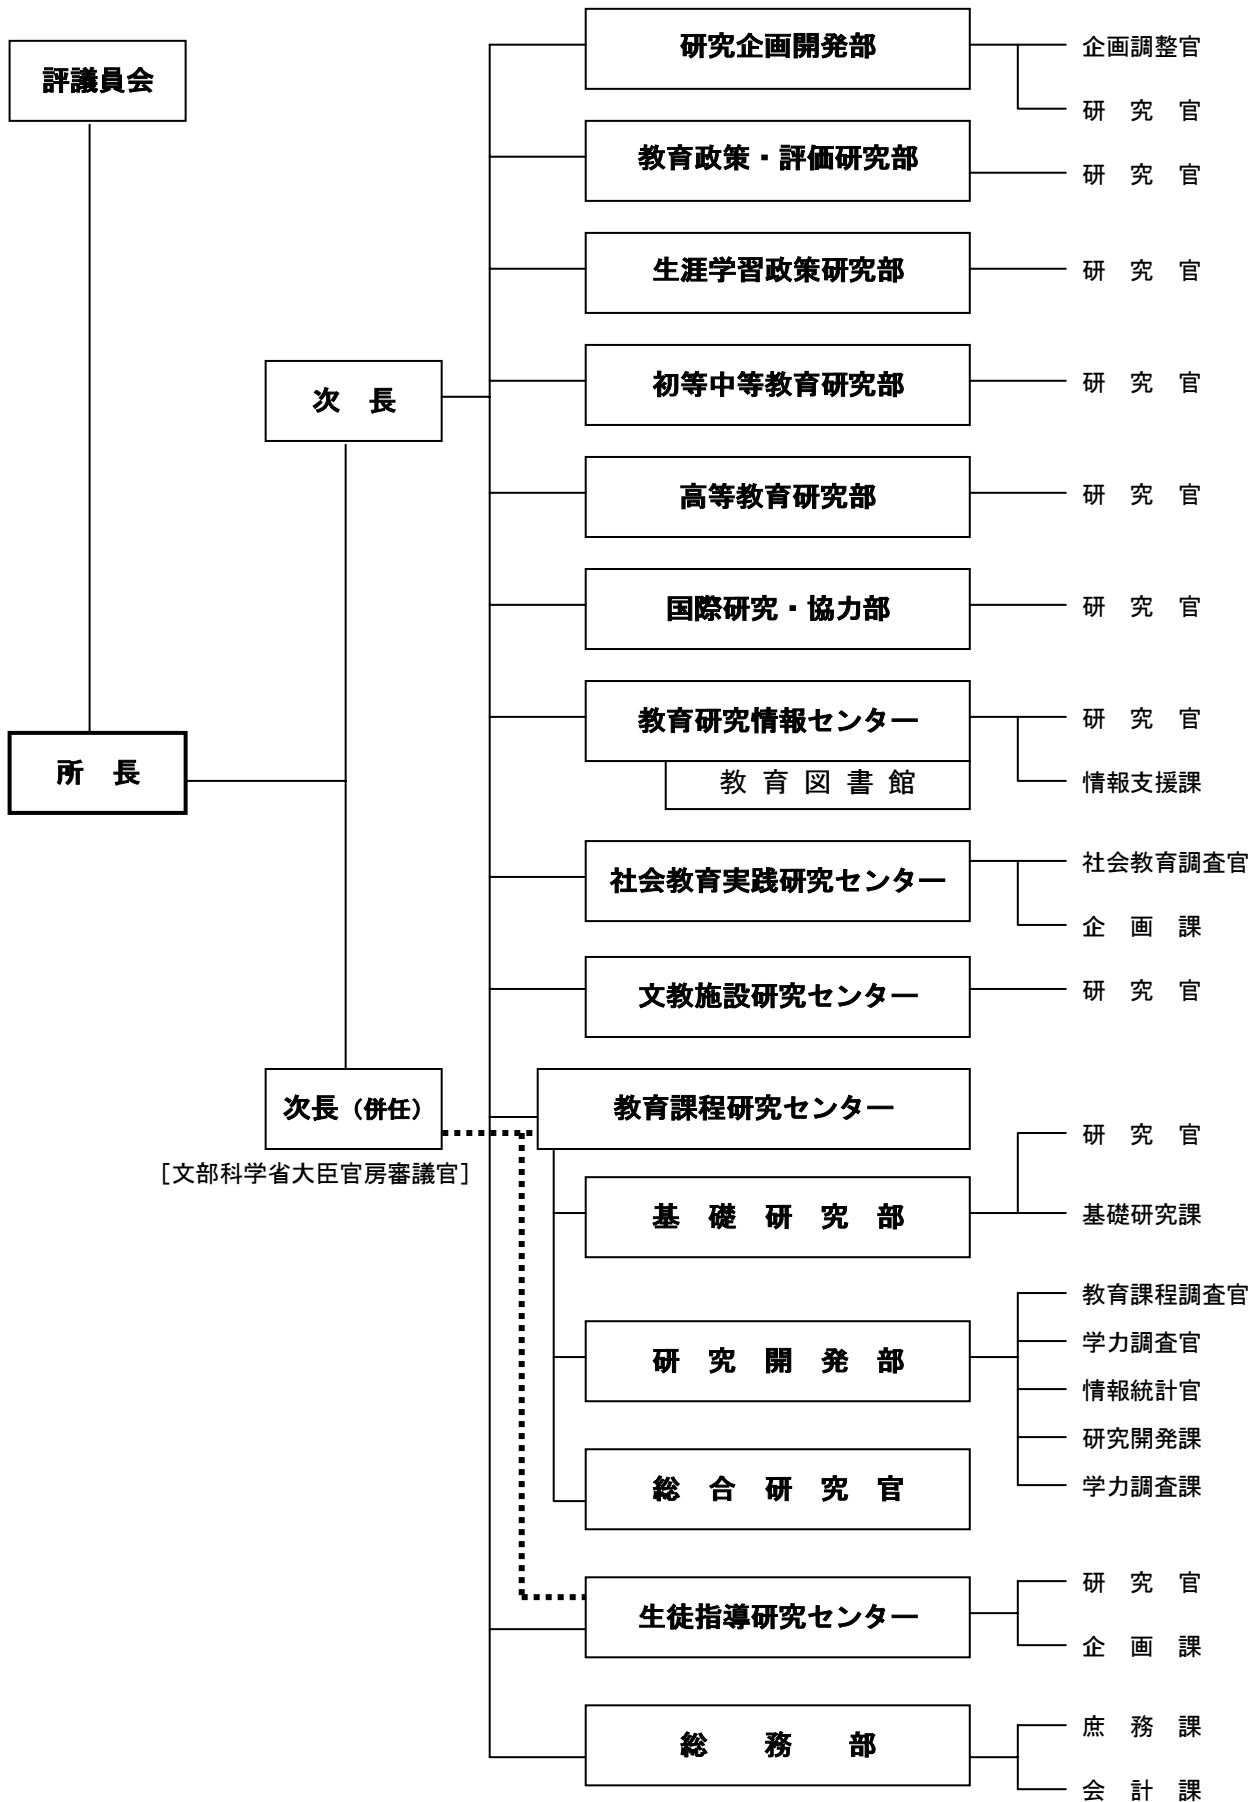 評議員会
所　長
次　長
次長（併任）
［文部科学省大臣官房審議官］
研究企画開発部
企画調整官
研　究　官
教育政策・評価研究部
研　究　官
生涯学習政策研究部
研　究　官
初等中等教育研究部
研　究　官
高等教育研究部
研　究　官
国際研究・協力部
研　究　官
教育研究情報センター
教 育 図 書 館
研　究　官
情報支援課
社会教育実践研究センター
社会教育調査官
企　画　課
文教施設研究センター
研　究　官
教育課程研究センター
基　礎　研　究　部
研　究　官
基礎研究課
研　究　開　発　部
教育課程調査官
学力調査官
情報統計官
研究開発課
学力調査課
総　合　研　究　官
生徒指導研究センター
研　究　官
企　画　課
総　　務　　部
庶　務　課
会　計　課